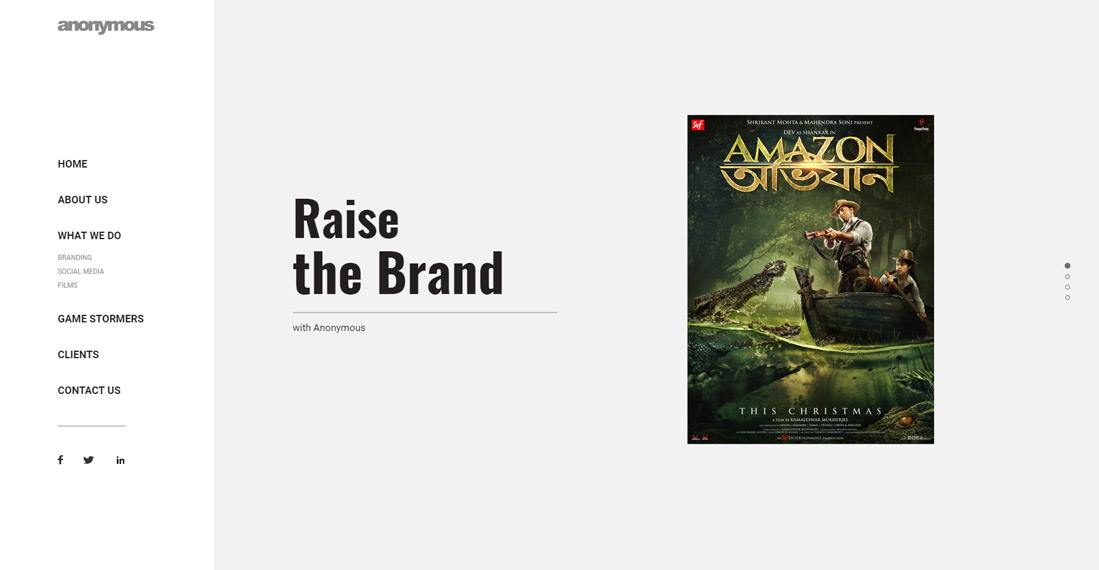 anonymous
HOME
ABOUT US
WHAT WE DO
BRANDING
SOCIAL MEDIA
FILMS
GAME STORMERS
CLIENTS
CONTACT US
Raise
the Brand
with Anonymous
SVF
SHRIKANT MOHTA & MAHENDRA SONI PRESENT
DEV AS SHANKAR IN
AMAZON
অভিযান
THIS CHRISTMAS
A FILM BY KAMALESWAR MUKHERJEE
ENTERTAINMENT